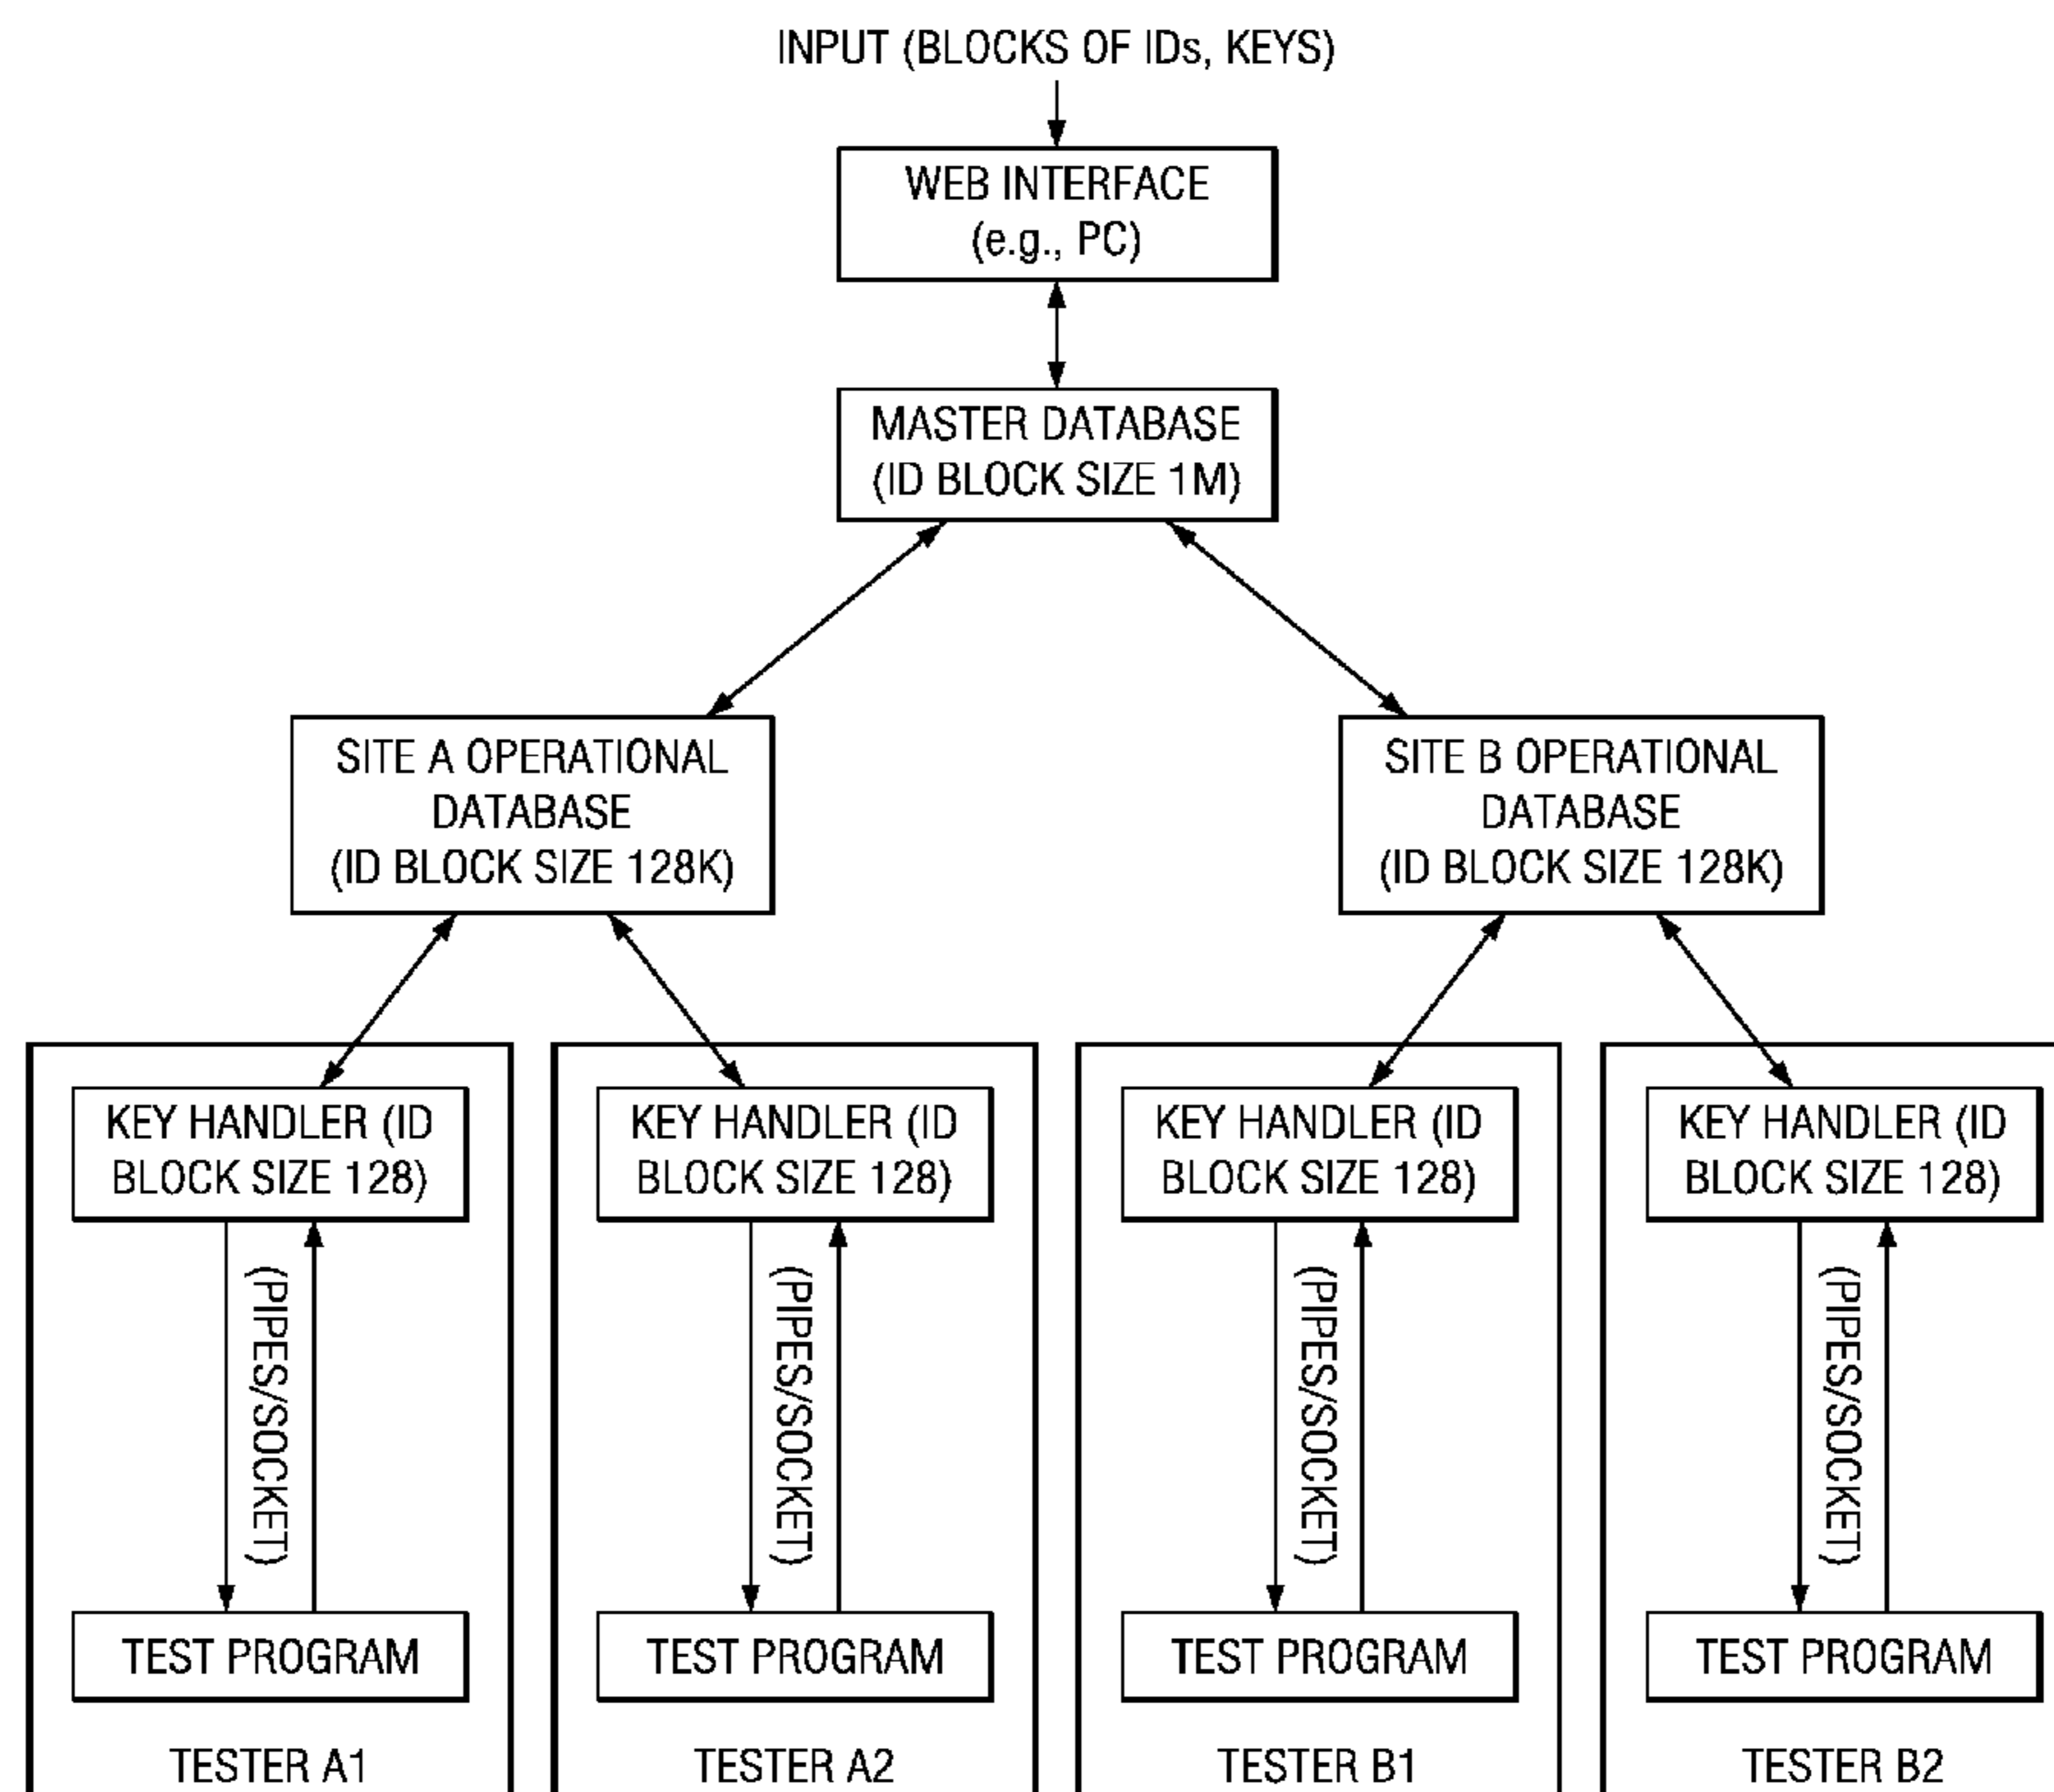 INPUT (BLOCKS OF IDs, KEYS)
WEB INTERFACE
(e.g., PC)
MASTER DATABASE
(ID BLOCK SIZE 1M)
SITE A OPERATIONAL
DATABASE
(ID BLOCK SIZE 128K)
SITE B OPERATIONAL
DATABASE
(ID BLOCK SIZE 128K)
KEY HANDLER (ID
BLOCK SIZE 128)
(PIPES/SOCKET)
TEST PROGRAM
TESTER A1
KEY HANDLER (ID
BLOCK SIZE 128)
(PIPES/SOCKET)
TEST PROGRAM
TESTER A2
KEY HANDLER (ID
BLOCK SIZE 128)
(PIPES/SOCKET)
TEST PROGRAM
TESTER B1
KEY HANDLER (ID
BLOCK SIZE 128)
(PIPES/SOCKET)
TEST PROGRAM
TESTER B2